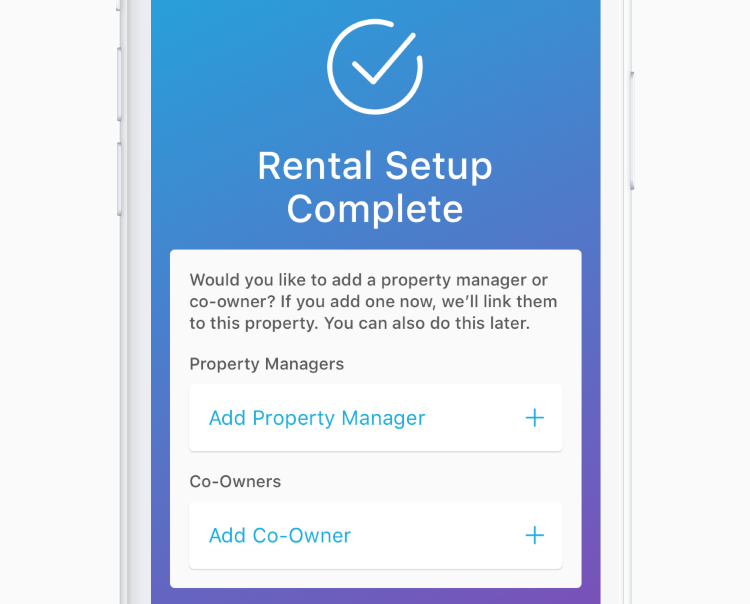 Rental Setup
Complete
Would you like to add a property manager or
co-owner? If you add one now, we’ll link them
to this property. You can also do this later.
Property Managers
Add Property Manager
Co-Owners
Add Co-Owner